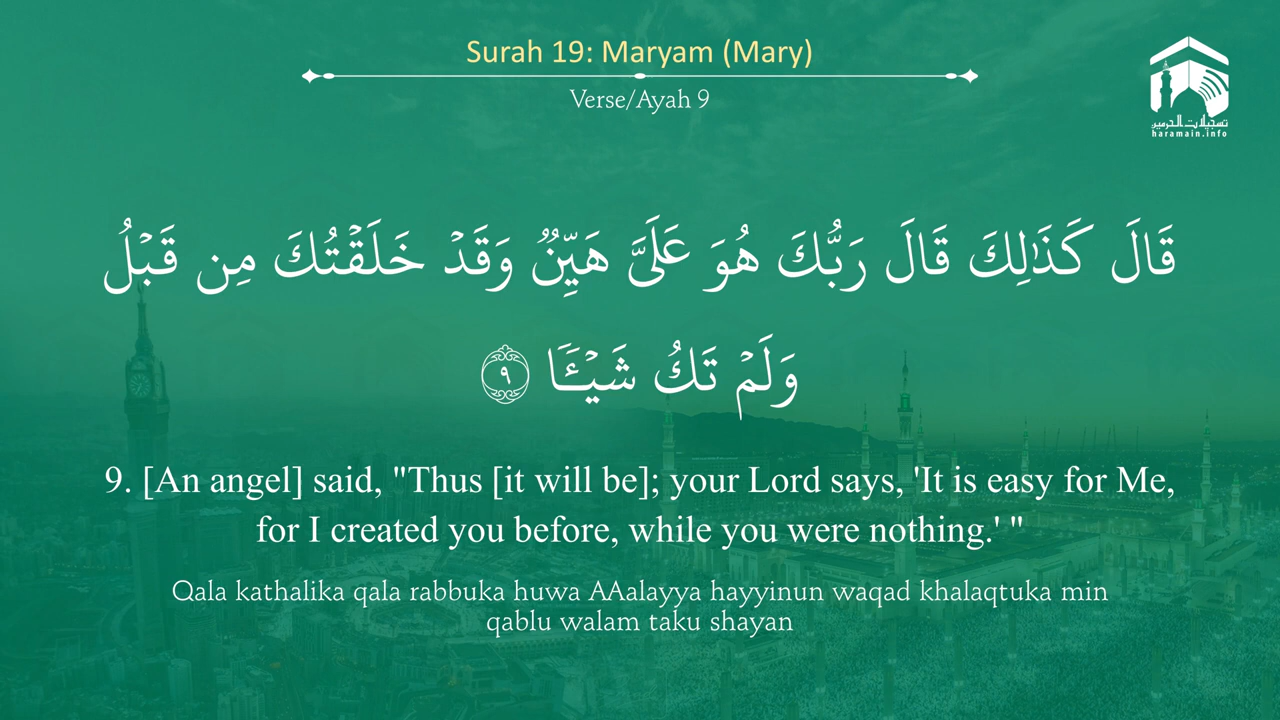 Surah 19: Maryam (Mary)
Verse/Ayah 9
تسجيلات الحرمين
haramain.info
قَالَ كَذَٰلِكَ قَالَ رَبُّكَ هُوَ عَلَىَّ هَيِّنٌۭ وَقَدْ خَلَقْتُكَ مِن قَبْلُ
وَلَمْ تَكُ شَيْـًۭٔا ٩
9. [An angel] said, "Thus [it will be]; your Lord says, 'It is easy for Me,
for I created you before, while you were nothing.' "
Qala kathalika qala rabbuka huwa AAalayya hayyinun waqad khalaqtuka min
qablu walam taku shayan